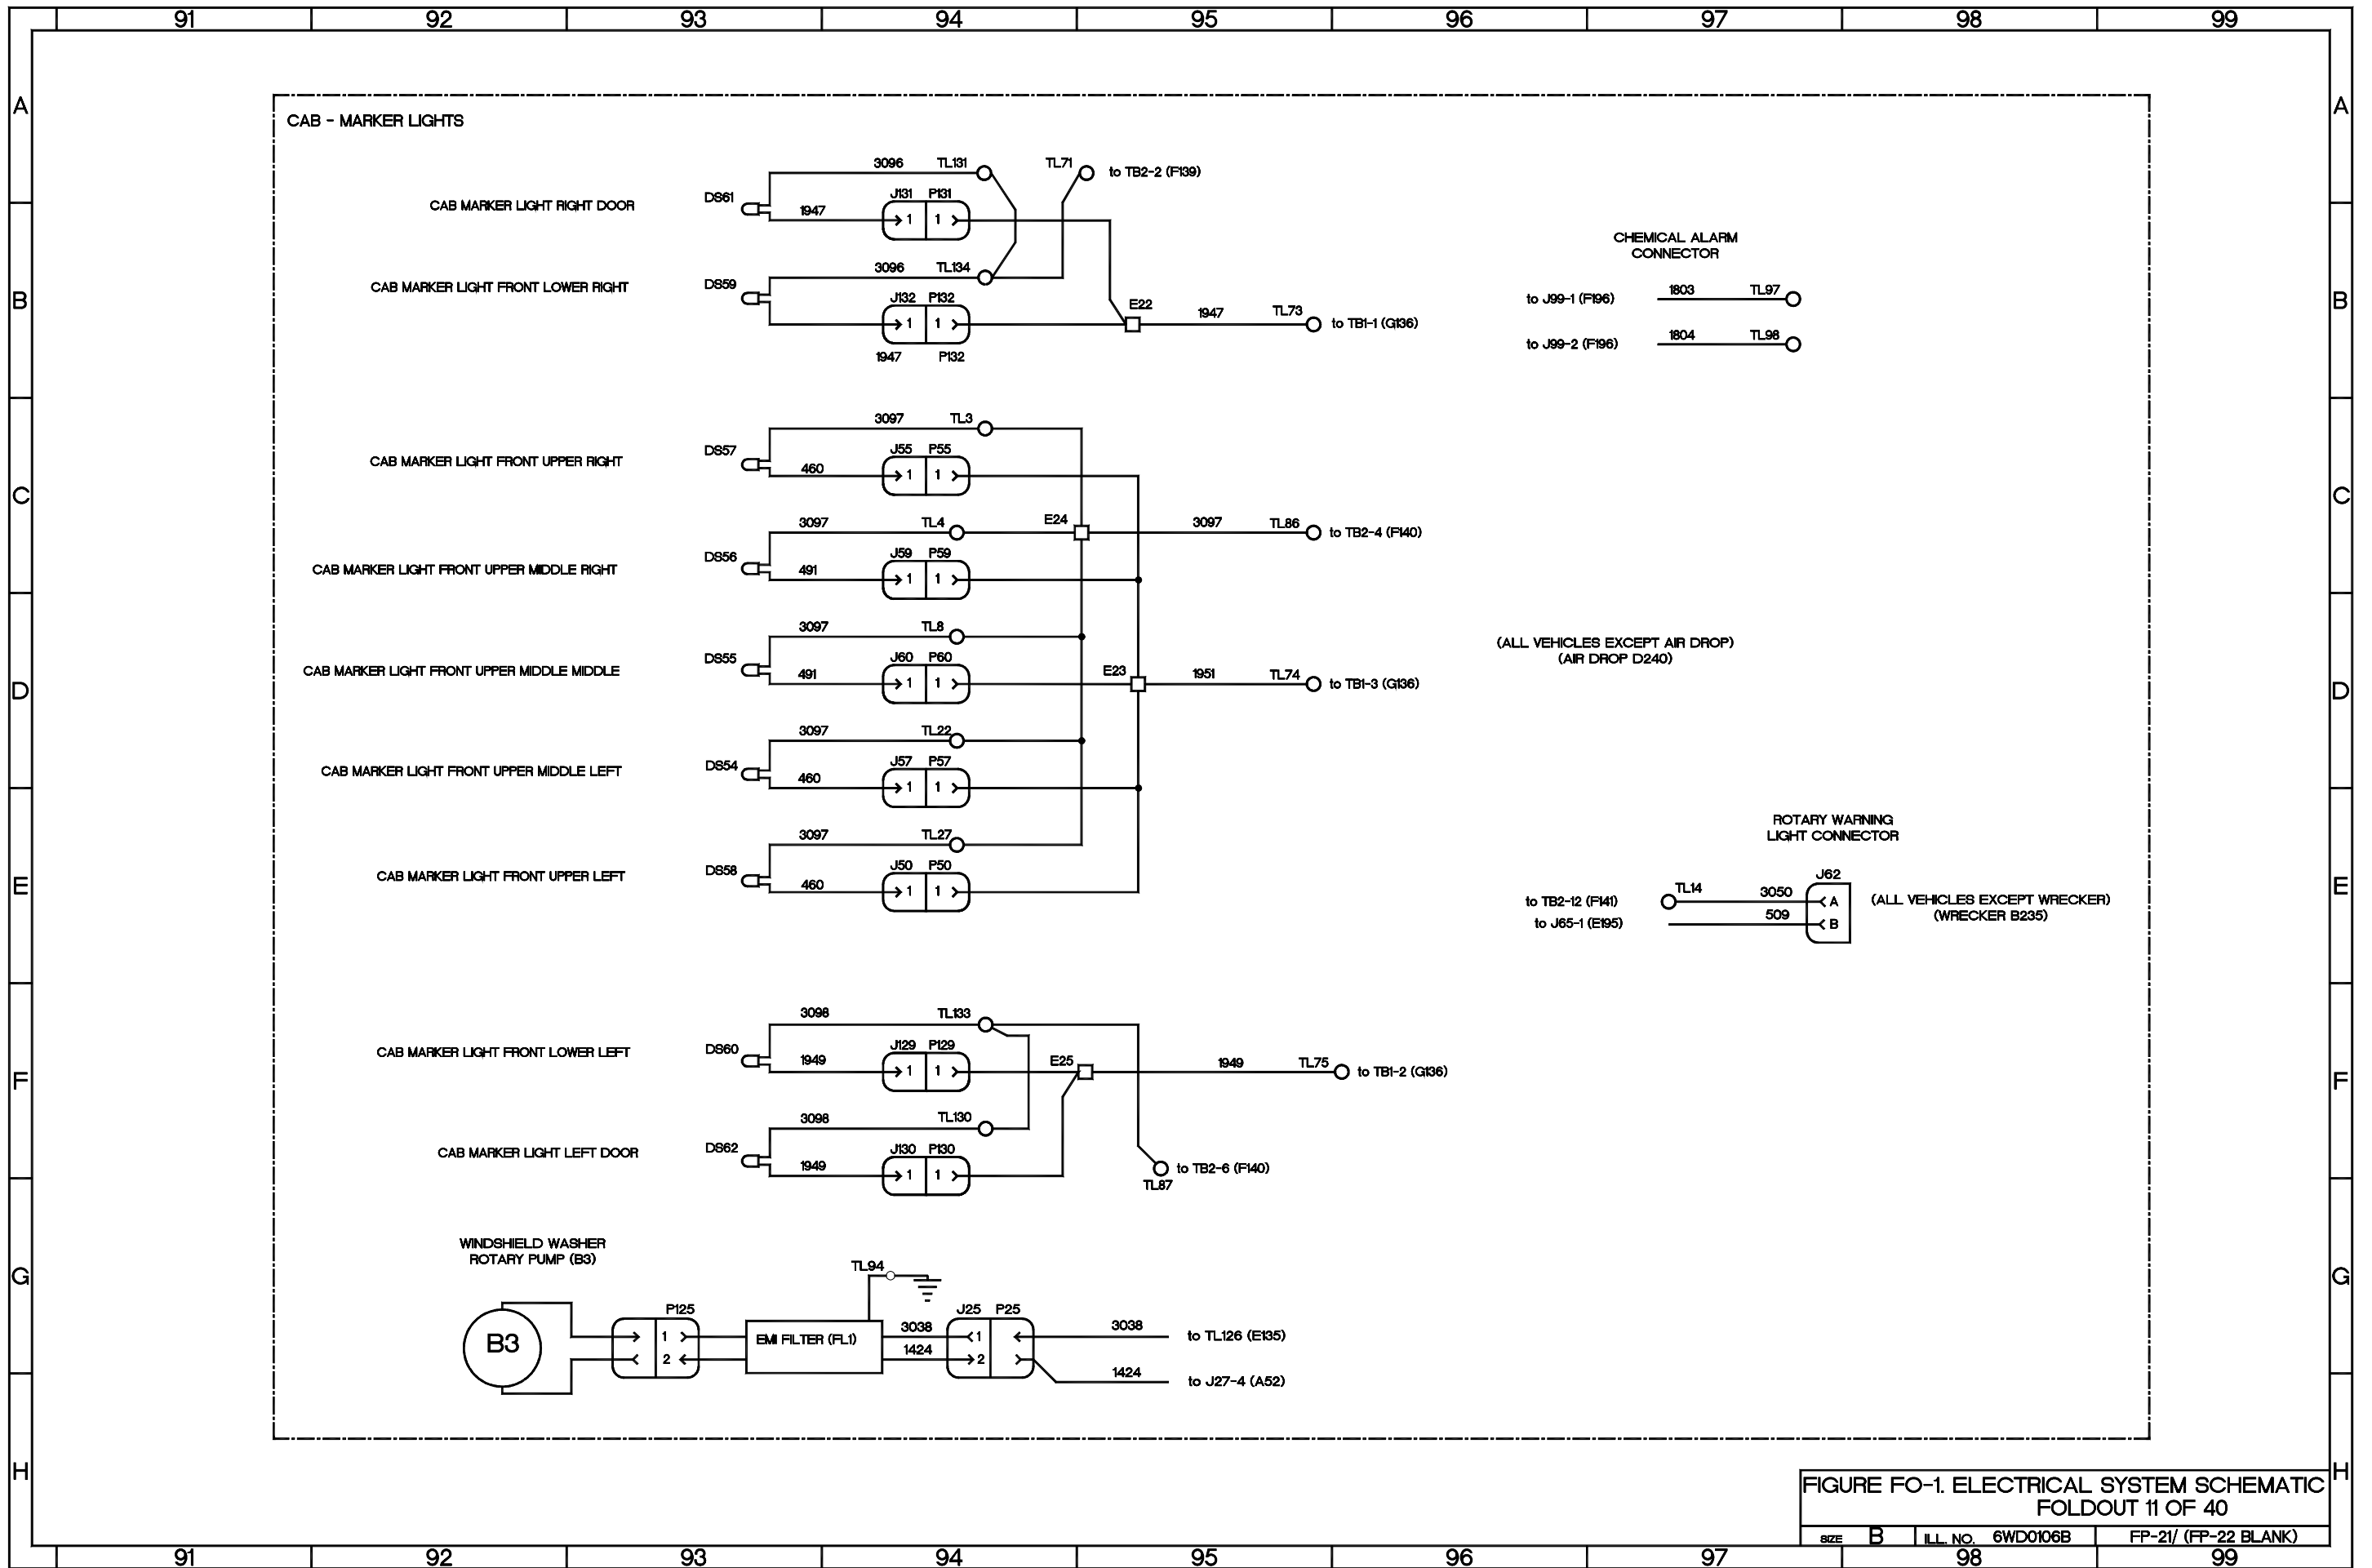 91 92 93 94 95 96 97 98 99
A A
CAB - MARKER LIGHTS
3096 TL131 TL71 to TB2-2 (F139)
DS61 J131 P131
CAB MARKER LIGHT RIGHT DOOR
1947 1 1
CHEMICAL ALARM
CONNECTOR
3096 TL134
CAB MARKER LIGHT FRONT LOWER RIGHT DS59
J132 P132 E22
B to J99-1 (F196) 1803 TL97 B
1 1 1947 TL73 to TB1-1 (G136)
to J99-2 (F196) 1804 TL98
1947 P132
3097 TL3
DS57 J55 P55
CAB MARKER LIGHT FRONT UPPER RIGHT
460 1 1
C C
3097 TL4 E24 3097 TL86 to TB2-4 (F140)
DS56 J59 P59
CAB MARKER LIGHT FRONT UPPER MIDDLE RIGHT
491 1 1
3097 TL8
(ALL VEHICLES EXCEPT AIR DROP)
(AIR DROP D240)
DS55 J60 P60
CAB MARKER LIGHT FRONT UPPER MIDDLE MIDDLE
491 1 1 E23 1951 TL74 to TB1-3 (G136)
D D
3097 TL22
DS54 J57 P57
CAB MARKER LIGHT FRONT UPPER MIDDLE LEFT
460 1 1
ROTARY WARNING
LIGHT CONNECTOR
3097 TL27
DS58 J50 P50
CAB MARKER LIGHT FRONT UPPER LEFT
460 1 1
J62
E E
to TB2-12 (F141) TL14 3050 A (ALL VEHICLES EXCEPT WRECKER)
to J65-1 (E195) 509 B (WRECKER B235)
3098 TL133
DS60 J129 P129
CAB MARKER LIGHT FRONT LOWER LEFT
1949 1 1 E25 1949 TL75 to TB1-2 (G136)
F F
3098 TL130
DS62 J130 P130
CAB MARKER LIGHT LEFT DOOR
1949 1 1 to TB2-6 (F140)
TL87
WINDSHIELD WASHER
ROTARY PUMP (B3)
TL94
G G
P125 J25 P25
B3 1 EMI FILTER (FL1) 3038 1 3038 to TL126 (E135)
2 1424 2
1424 to J27-4 (A52)
H H
FIGURE FO-1. ELECTRICAL SYSTEM SCHEMATIC
FOLDOUT 11 OF 40
SIZE B ILL. NO. 6WD0106B FP-21/ (FP-22 BLANK)
91 92 93 94 95 96 97 98 99